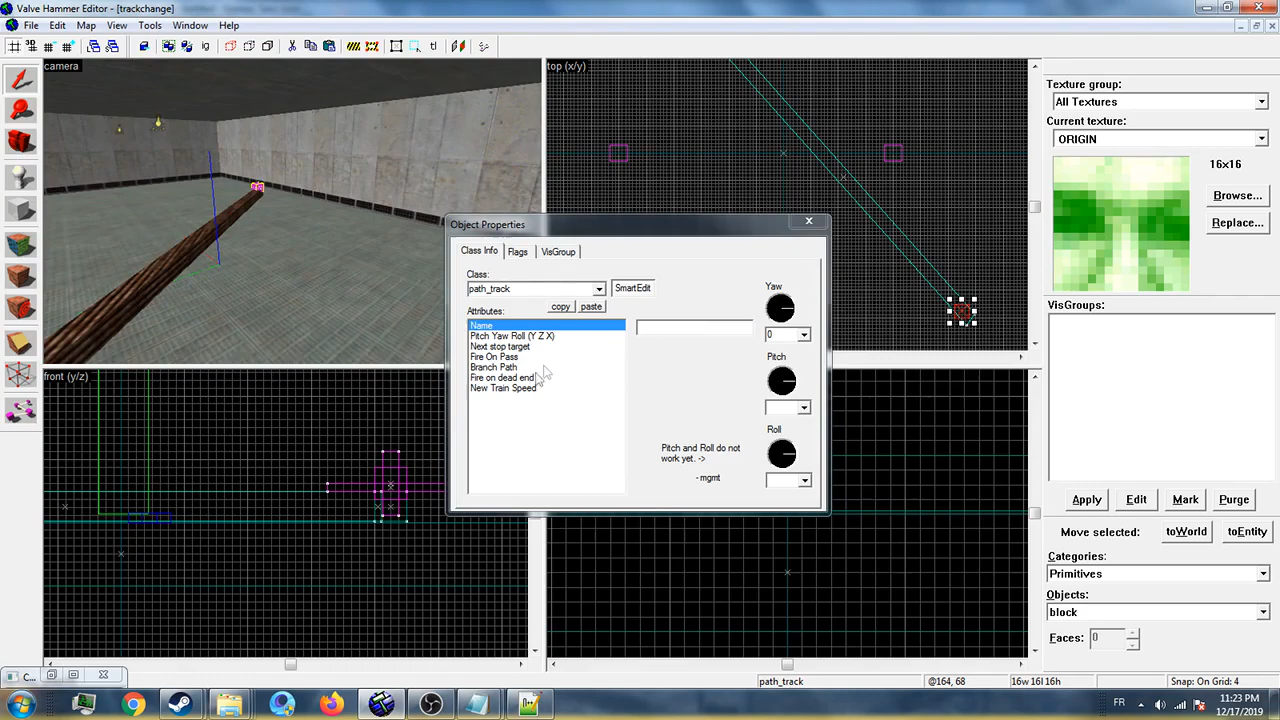 Valve Hammer Editor - [trackchange]
File Edit Map View Tools Window Help
camera
top (x/y)
front (y/z)
Object Properties
Class Info Flags VisGroup
Class:
path_track
SmartEdit
copy paste
Attributes:
Name
Pitch Yaw Roll (Y Z X)
Next stop target
Fire On Pass
Branch Path
Fire on dead end
New Train Speed
Yaw
0
Pitch
Roll
Pitch and Roll do not
work yet. ->
- mgmt
Texture group:
All Textures
Current texture:
ORIGIN
16x16
Browse...
Replace...
VisGroups:
Apply Edit Mark Purge
Move selected: toWorld toEntity
Categories:
Primitives
Objects:
block
Faces: 0
C...
path_track
@164, 68
16w 16l 16h
Snap: On Grid: 4
FR
11:23 PM
12/17/2019